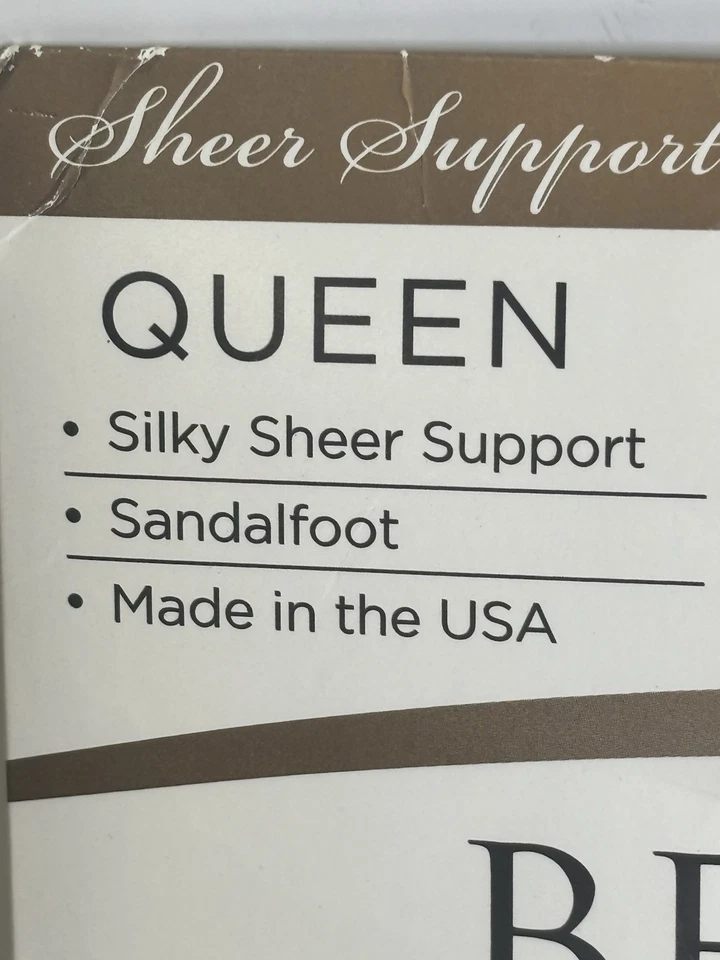 Sheer Support
QUEEN
• Silky Sheer Support
• Sandalfoot
• Made in the USA